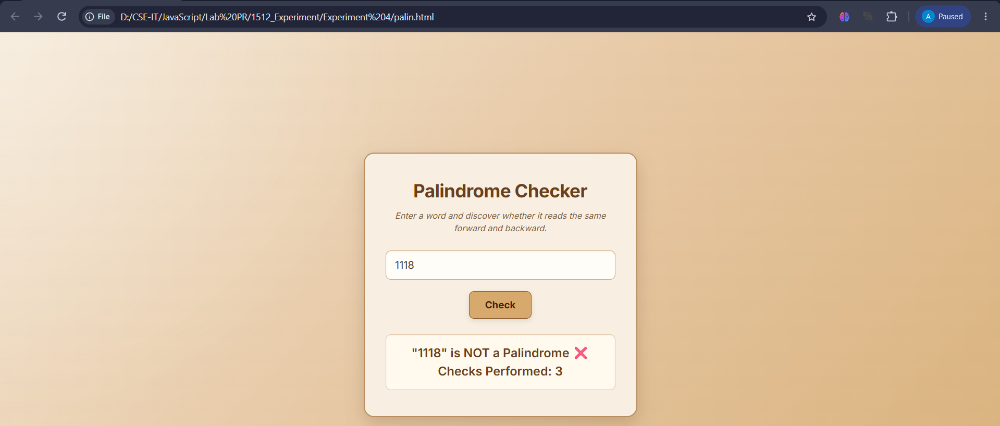 File D:/CSE-IT/JavaScript/Lab%20PR/1512_Experiment/Experiment%204/palin.html A Paused
Palindrome Checker
Enter a word and discover whether it reads the same
forward and backward.
1118
Check
"1118" is NOT a Palindrome ❌
Checks Performed: 3